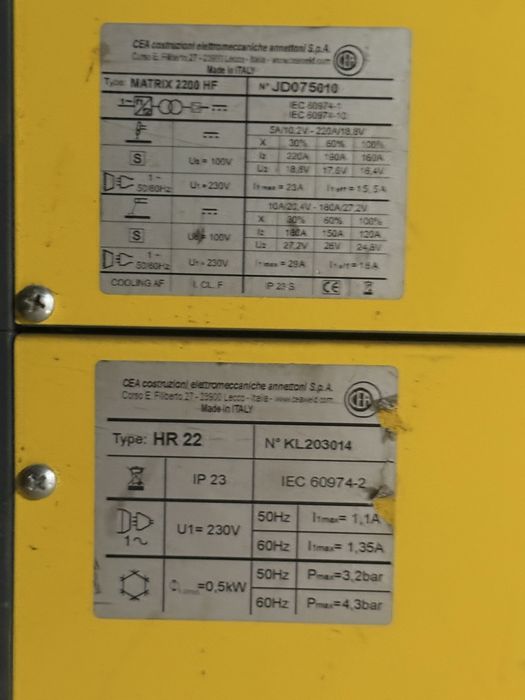 CEA costruzioni elettromeccaniche annettoni S.p.A.
Corso E. Filiberto, 27 - 23900 Lecco - Italia - www.ceaweld.com
Made in ITALY
Type: MATRIX 2200 HF N° JD075010
1~ IEC 60974-1
IEC 60974-10
5A/10,2V - 220A/18,8V
X 30% 60% 100%
S U0 = 100V I2 220A 180A 160A
U2 18,8V 17,6V 16,4V
1~ 50/60Hz U1 = 230V I1max = 23A I1eff = 15,5A
10A/20,4V - 180A/27,2V
X 30% 60% 100%
S U0 = 100V I2 180A 150A 120A
U2 27,2V 26V 24,8V
1~ 50/60Hz U1 = 230V I1max = 29A I1eff = 16A
COOLING AF I. CL. F IP 23 S CE
CEA costruzioni elettromeccaniche annettoni S.p.A.
Corso E. Filiberto, 27 - 23900 Lecco - Italia - www.ceaweld.com
Made in ITALY
CEA
Type: HR 22 N° KL203014
IP 23 IEC 60974-2
1~ U1= 230V 50Hz I1max= 1,1A
60Hz I1max= 1,35A
=0,5kW 50Hz Pmax=3,2bar
60Hz Pmax=4,3bar